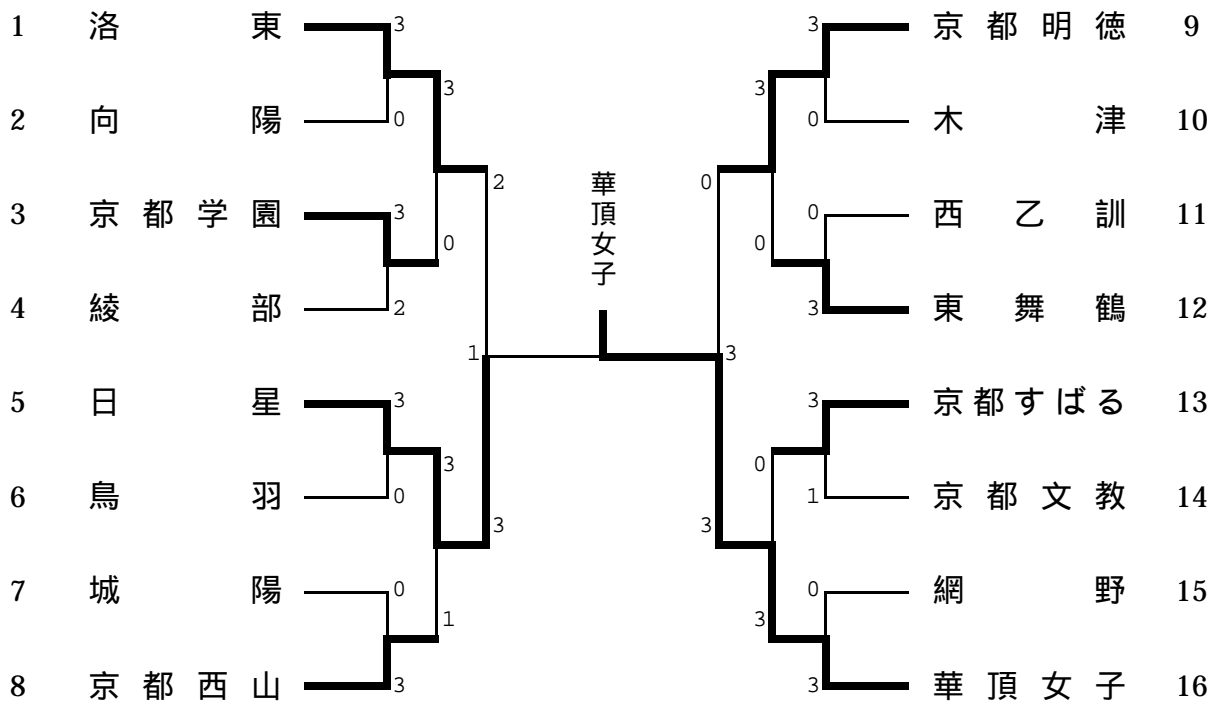 1 洛東 3 3 京都明徳 9
3 3
2 向陽 0 0 木津 10
2 華頂女子 0
3 京都学園 3 0 西乙訓 11
0 0
4 綾部 2 3 東舞鶴 12
1 3
5 日星 3 3 京都すばる 13
3 0
6 鳥羽 0 1 京都文教 14
3 3
7 城陽 0 0 網野 15
1 3
8 京都西山 3 3 華頂女子 16